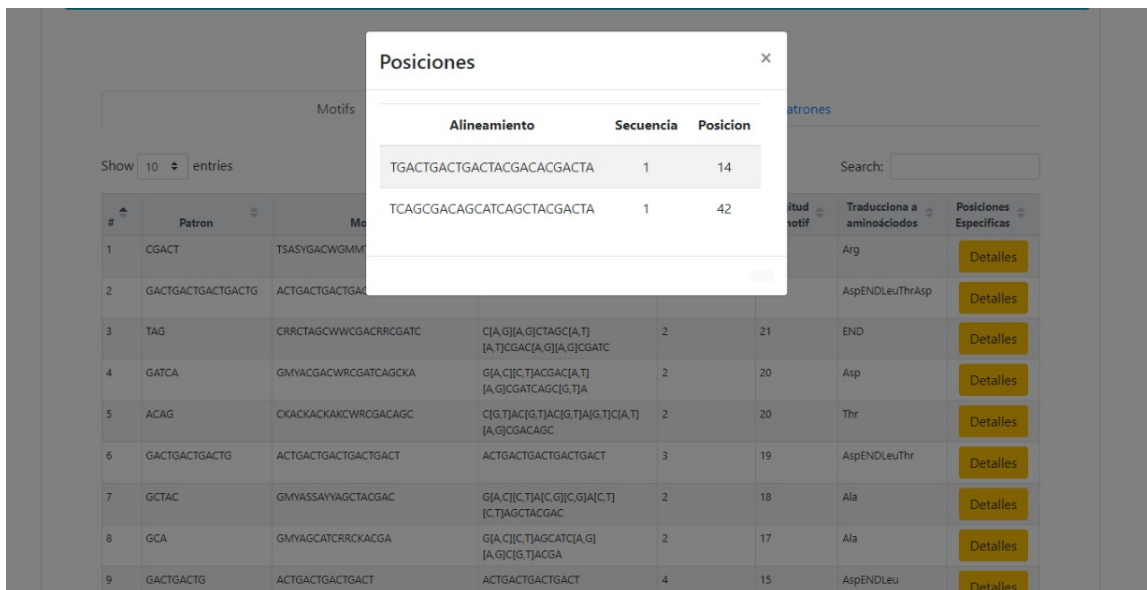 Posiciones ×
Motifs
Alineamiento Secuencia Posicion
TGACTGACTGACTACGACACGACTA 1 14
TCAGCGACAGCATCAGCTACGACTA 1 42
Show 10 entries
Search:
# Patron Traducciona a aminoáciodos Posiciones Especificas
1 CGACT Arg Detalles
2 GACTGACTGACTGACTG AspENDLeuThrAsp Detalles
3 TAG CRRCTAGCWWCGACRRCGATC C[A,G][A,G]CTAGC[A,T] 2 21 END Detalles
[A,T]CGAC[A,G][A,G]CGATC
4 GATCA GMYACGACWRCGATCAGCKA G[A,C][C,T]ACGAC[A,T] 2 20 Asp Detalles
[A,G]CGATCAGC[G,T]A
5 ACAG CKACKACKAKCWRCGACAGC C[G,T]AC[G,T]AC[G,T]A[G,T]C[A,T] 2 20 Thr Detalles
[A,G]CGACAGC
6 GACTGACTGACTG ACTGACTGACTGACTGACT ACTGACTGACTGACTGACT 3 19 AspENDLeuThr Detalles
7 GCTAC GMYASSAYYAGCTACGAC G[A,C][C,T]A[C,G][C,G]A[C,T] 2 18 Ala Detalles
[C,T]AGCTACGAC
8 GCA GMYAGCATCRRCKACGA G[A,C][C,T]AGCATC[A,G] 2 17 Ala Detalles
[A,G]C[G,T]ACGA
9 GACTGACTG ACTGACTGACTGACT ACTGACTGACTGACT 4 15 AspENDLeu Detalles